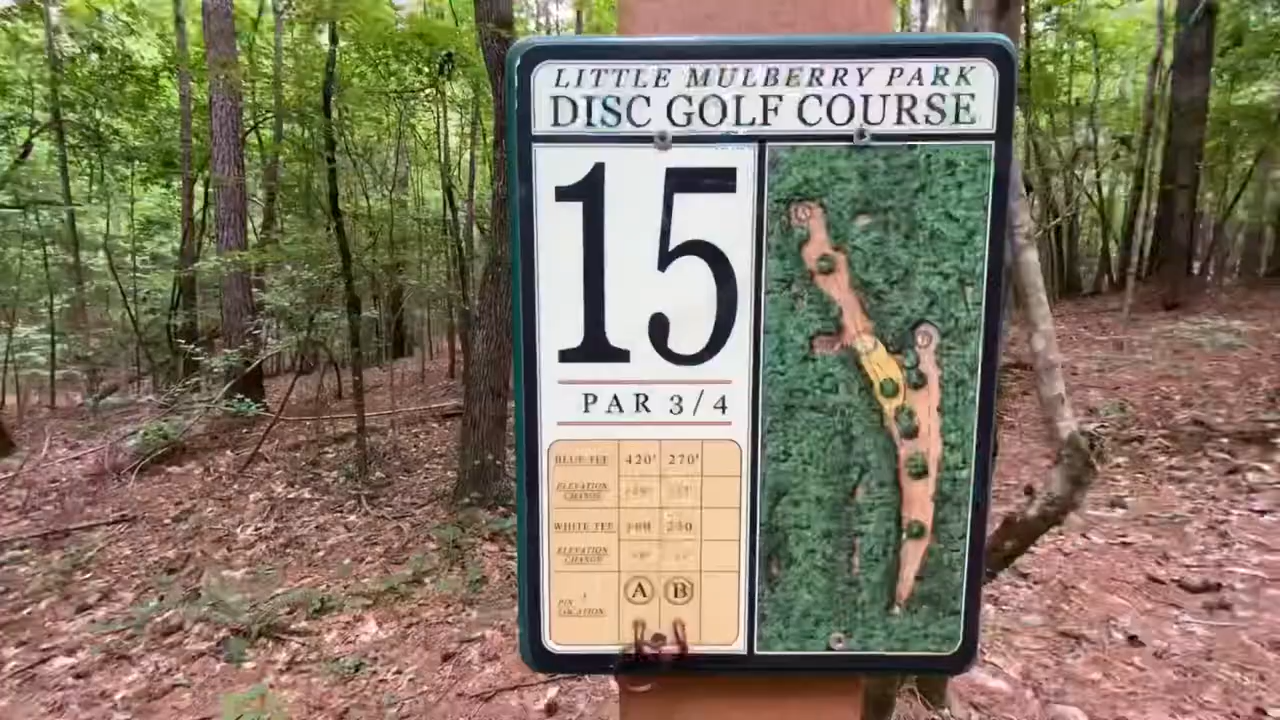 LITTLE MULBERRY PARK
DISC GOLF COURSE
15
PAR 3/4
BLUE TEE 420' 270'
ELEVATION
CHANGE
WHITE TEE
ELEVATION
CHANGE
A B
PIN
LOCATION